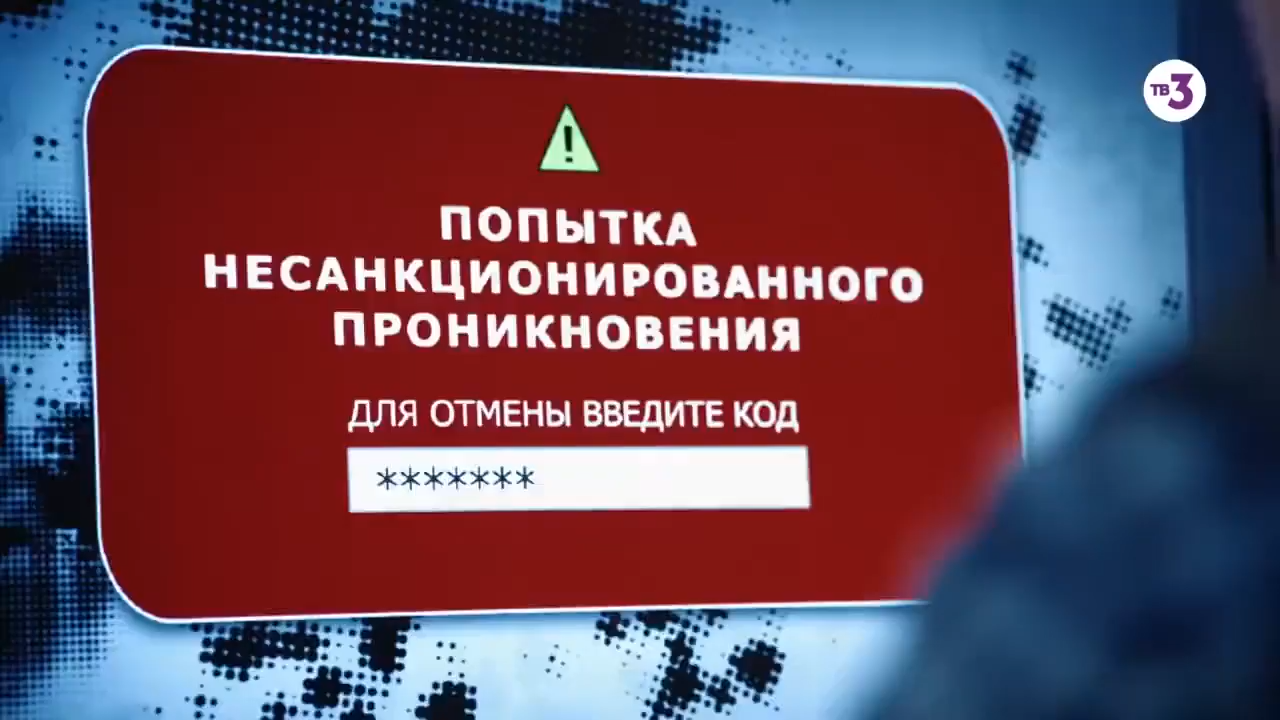 ТВ3
!
ПОПЫТКА
НЕСАНКЦИОНИРОВАННОГО
ПРОНИКНОВЕНИЯ
ДЛЯ ОТМЕНЫ ВВЕДИТЕ КОД
*******